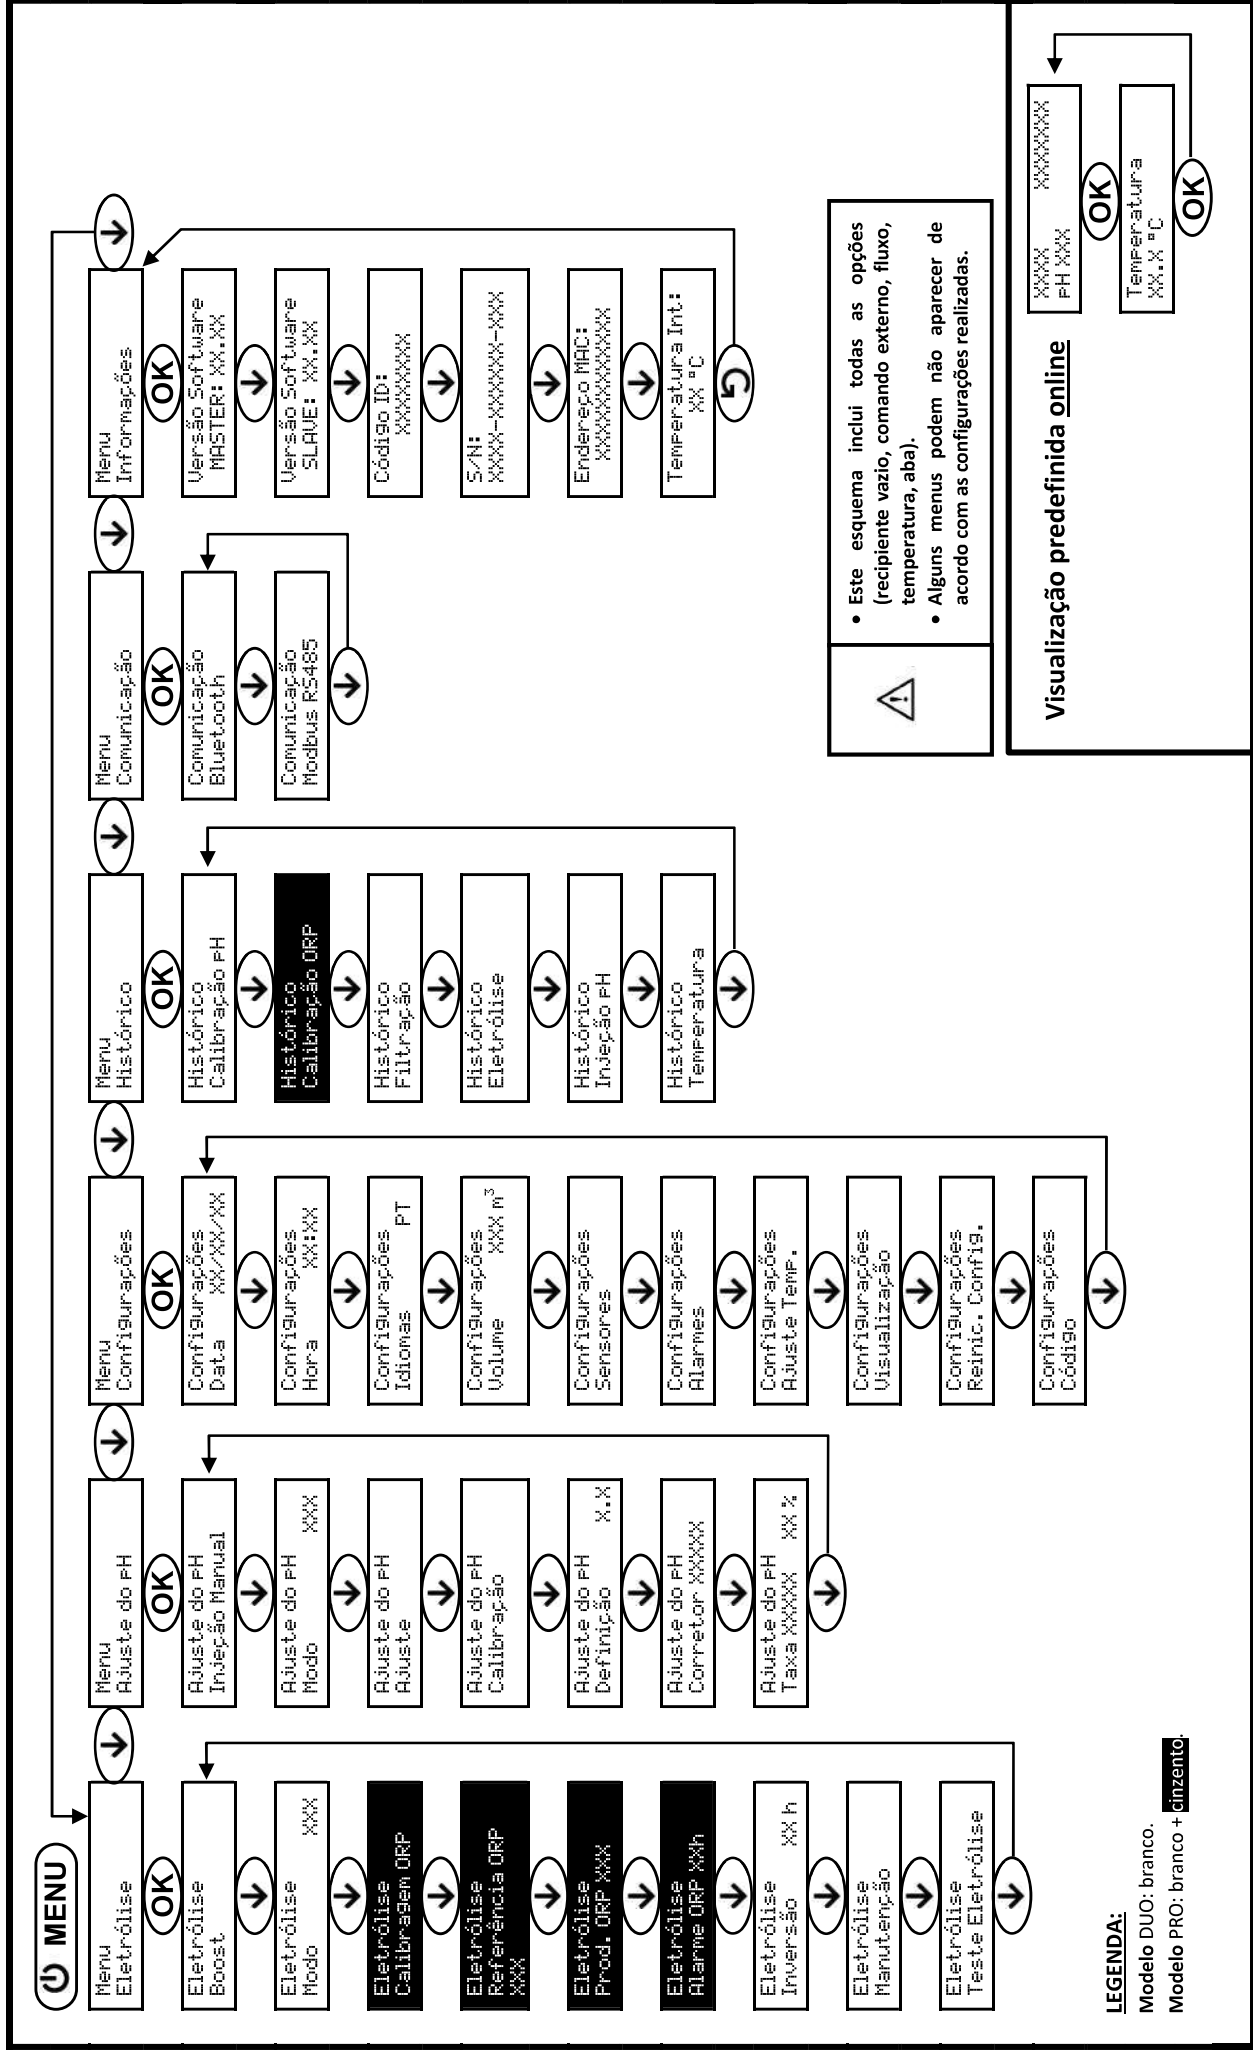 MENU
Menu
Eletrólise
OK
Eletrólise
Boost
Eletrólise
Modo XXX
Eletrólise
Calibragem ORP
Eletrólise
Referência ORP
XXX
Eletrólise
Prod. ORP XXX
Eletrólise
Alarme ORP XXh
Eletrólise
Inversão XX h
Eletrólise
Manutenção
Eletrólise
Teste Eletrólise
Menu
Ajuste do pH
OK
Ajuste do pH
Injeção Manual
Ajuste do pH
Modo XXX
Ajuste do pH
Ajuste
Ajuste do pH
Calibração
Ajuste do pH
Definição X.X
Ajuste do pH
Corretor XXXXX
Ajuste do pH
Taxa XXXXX XX %
Menu
Configurações
OK
Configurações
Data XX/XX/XX
Configurações
Hora XX:XX
Configurações
Idiomas PT
Configurações
Volume XXX m³
Configurações
Sensores
Configurações
Alarmes
Configurações
Ajuste Temp.
Configurações
Visualização
Configurações
Reinic. Config.
Configurações
Código
Menu
Histórico
OK
Histórico
Calibração pH
Histórico
Calibração ORP
Histórico
Filtração
Histórico
Eletrólise
Histórico
Injeção pH
Histórico
Temperatura
Menu
Comunicação
OK
Comunicação
Bluetooth
Comunicação
Modbus RS485
Menu
Informações
OK
Versão Software
MASTER: XX.XX
Versão Software
SLAVE: XX.XX
Código ID:
XXXXXXXX
S/N:
XXXX-XXXXXX-XXX
Endereço MAC:
XXXXXXXXXXXX
Temperatura Int:
XX °C
• Este esquema inclui todas as opções
(recipiente vazio, comando externo, fluxo,
temperatura, aba).
• Alguns menus podem não aparecer de
acordo com as configurações realizadas.
LEGENDA:
Modelo DUO: branco.
Modelo PRO: branco + cinzento.
Visualização predefinida online
XXXX XXXXXXXX
pH XXX
OK
Temperatura
XX.X °C
OK